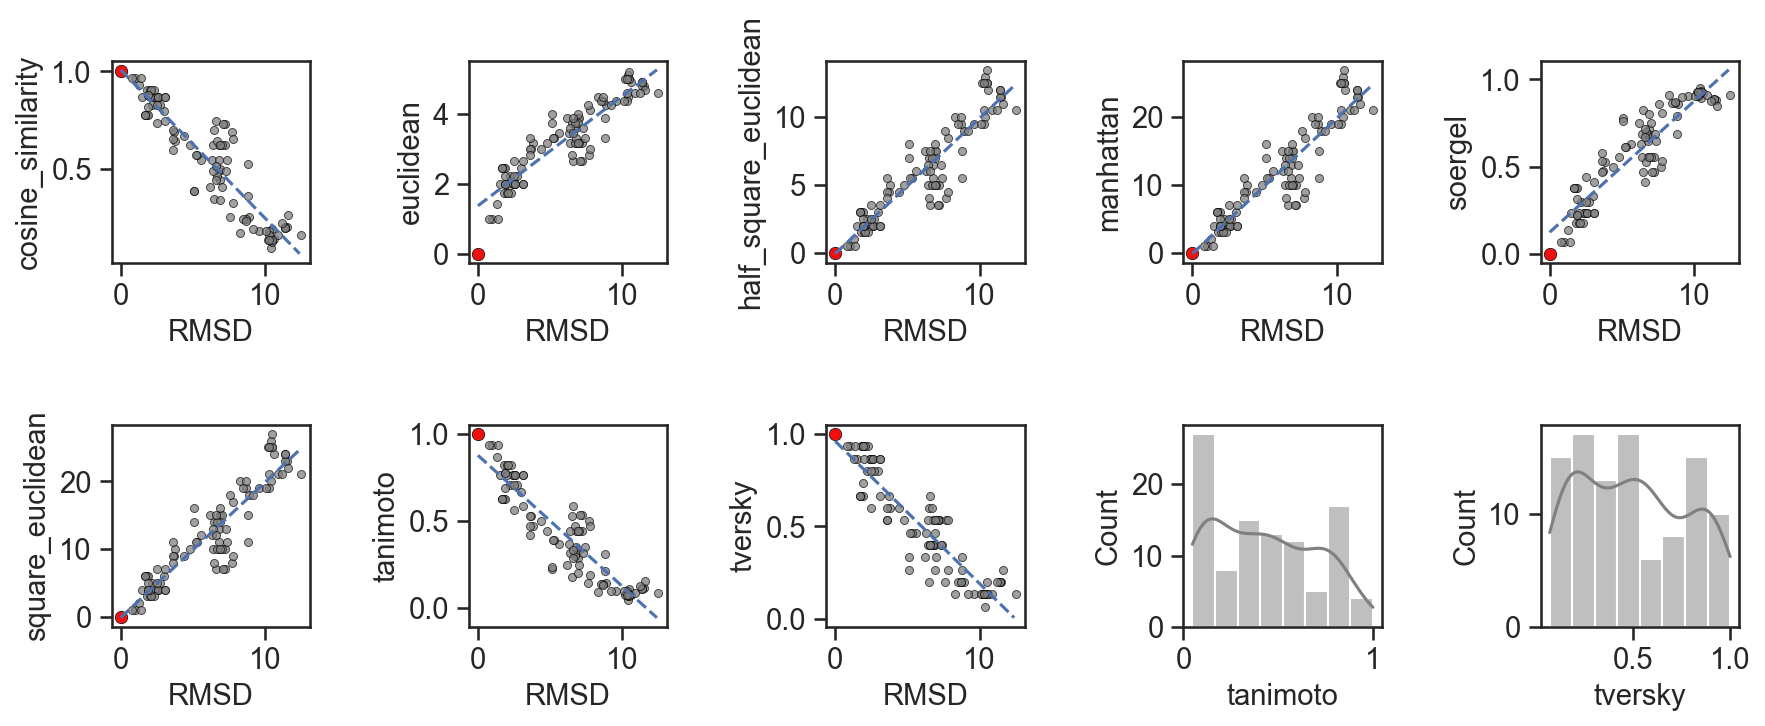 cosine_similarity
1.0
0.5
0 10
RMSD
euclidean
4
2
0
0 10
RMSD
half_square_euclidean
10
5
0
0 10
RMSD
manhattan
20
10
0
0 10
RMSD
soergel
1.0
0.5
0.0
0 10
RMSD
square_euclidean
20
10
0
0 10
RMSD
tanimoto
1.0
0.5
0.0
0 10
RMSD
tversky
1.0
0.5
0.0
0 10
RMSD
Count
20
10
0
0 1
tanimoto
Count
10
0
0.5 1.0
tversky